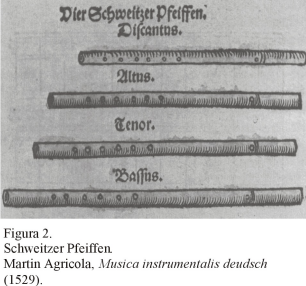 Vier Schweitzer Pfeiffen.
Discantus.
Altus.
Tenor.
Bassus.
Figura 2.
Schweitzer Pfeiffen.
Martin Agricola, Musica instrumentalis deudsch
(1529).